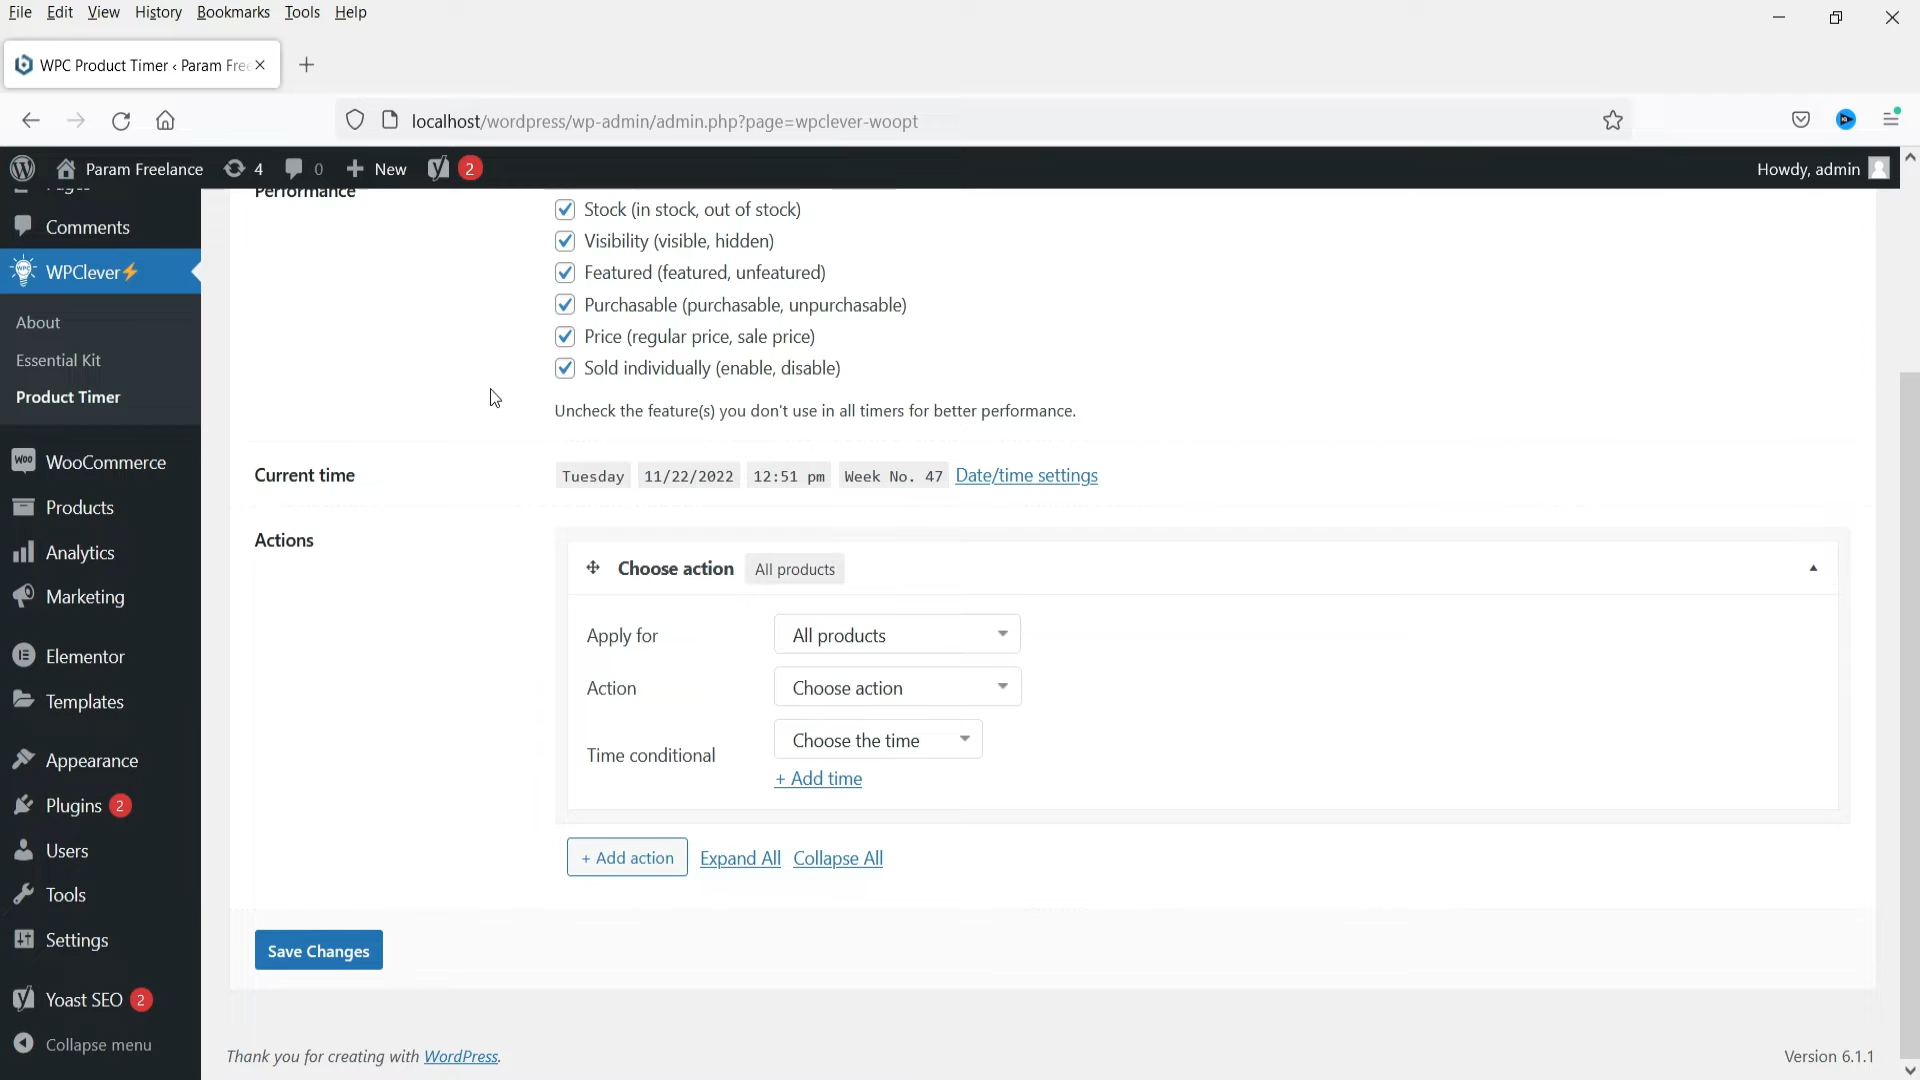 File Edit View History Bookmarks Tools Help
WPC Product Timer ‹ Param Free
localhost/wordpress/wp-admin/admin.php?page=wpclever-woopt
Param Freelance 4 0 New 2 Howdy, admin
Pages
Comments
WPClever
About
Essential Kit
Product Timer
WooCommerce
Products
Analytics
Marketing
Elementor
Templates
Appearance
Plugins 2
Users
Tools
Settings
Yoast SEO 2
Collapse menu
Performance
Stock (in stock, out of stock)
Visibility (visible, hidden)
Featured (featured, unfeatured)
Purchasable (purchasable, unpurchasable)
Price (regular price, sale price)
Sold individually (enable, disable)
Uncheck the feature(s) you don't use in all timers for better performance.
Current time Tuesday 11/22/2022 12:51 pm Week No. 47 Date/time settings
Actions
Choose action All products
Apply for All products
Action Choose action
Time conditional Choose the time
+ Add time
+ Add action Expand All Collapse All
Save Changes
Thank you for creating with WordPress. Version 6.1.1